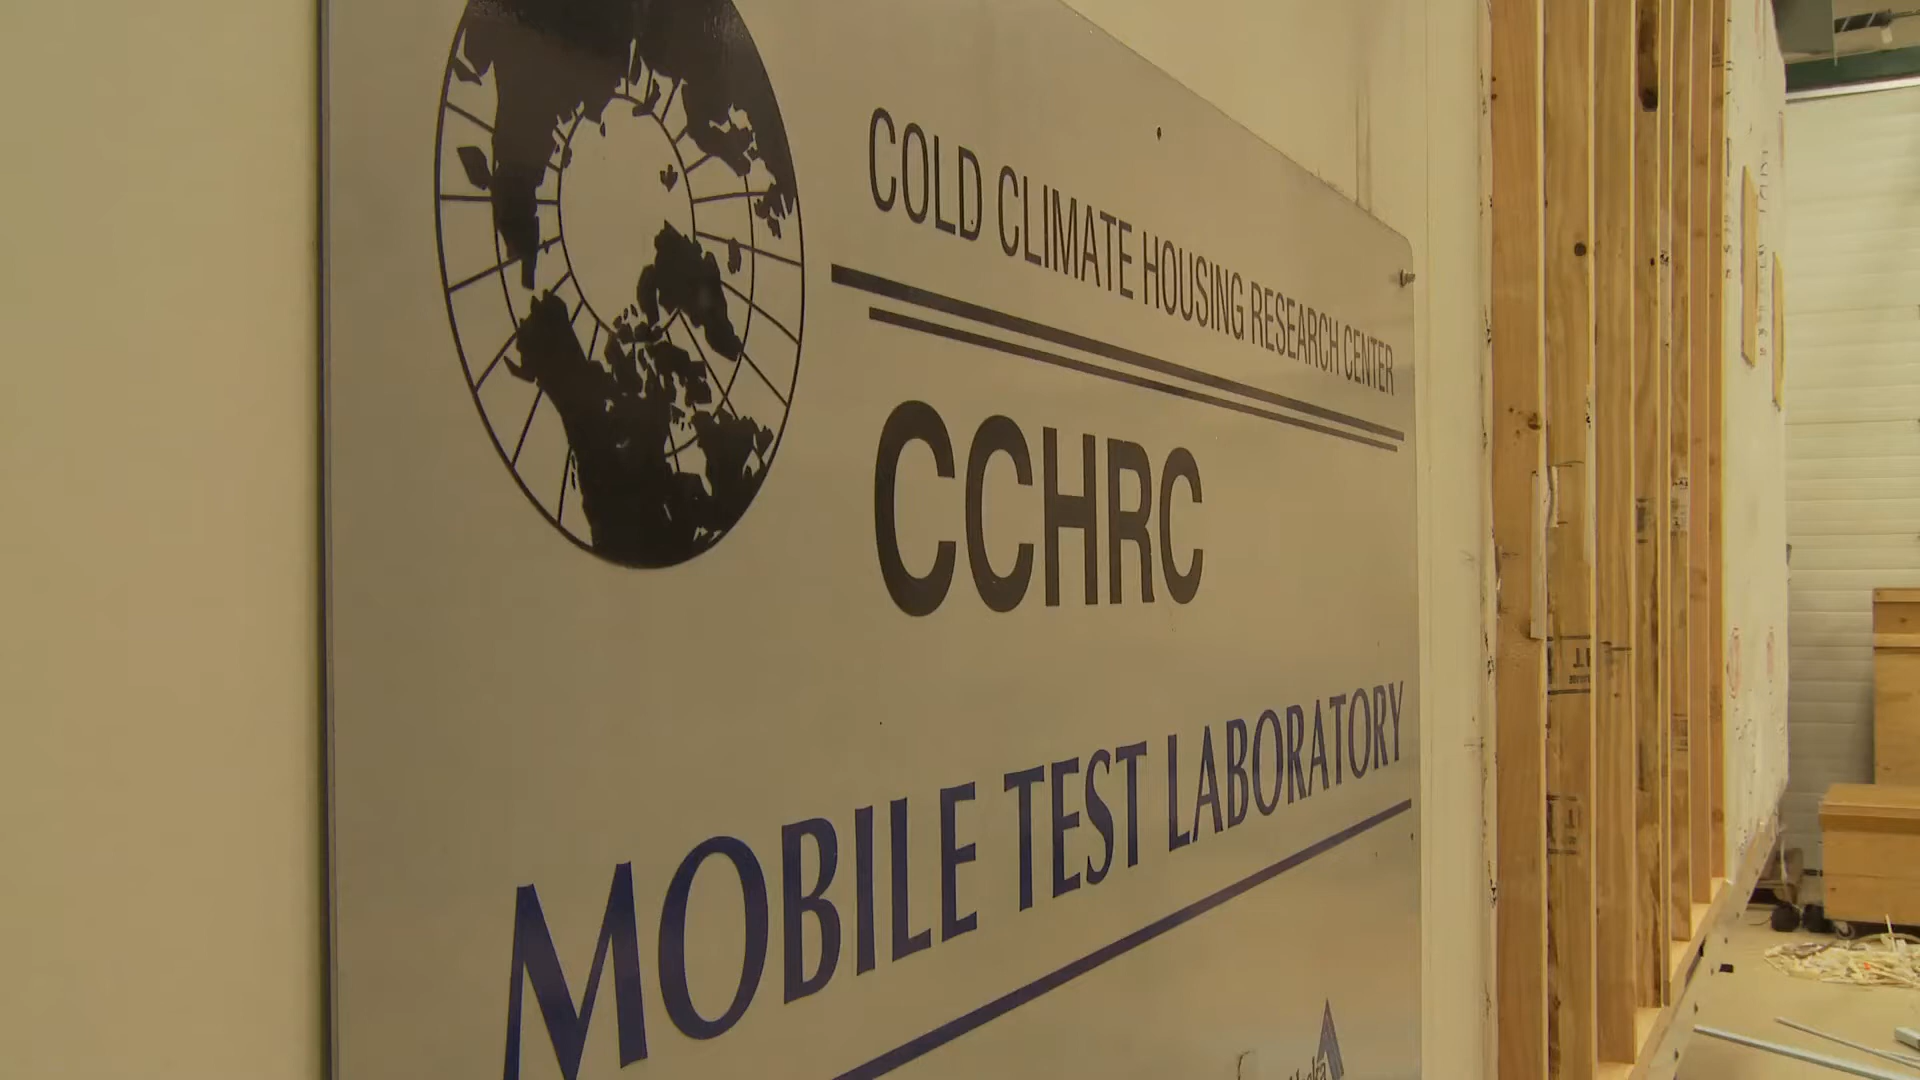 COLD CLIMATE HOUSING RESEARCH CENTER
CCHRC
MOBILE TEST LABORATORY